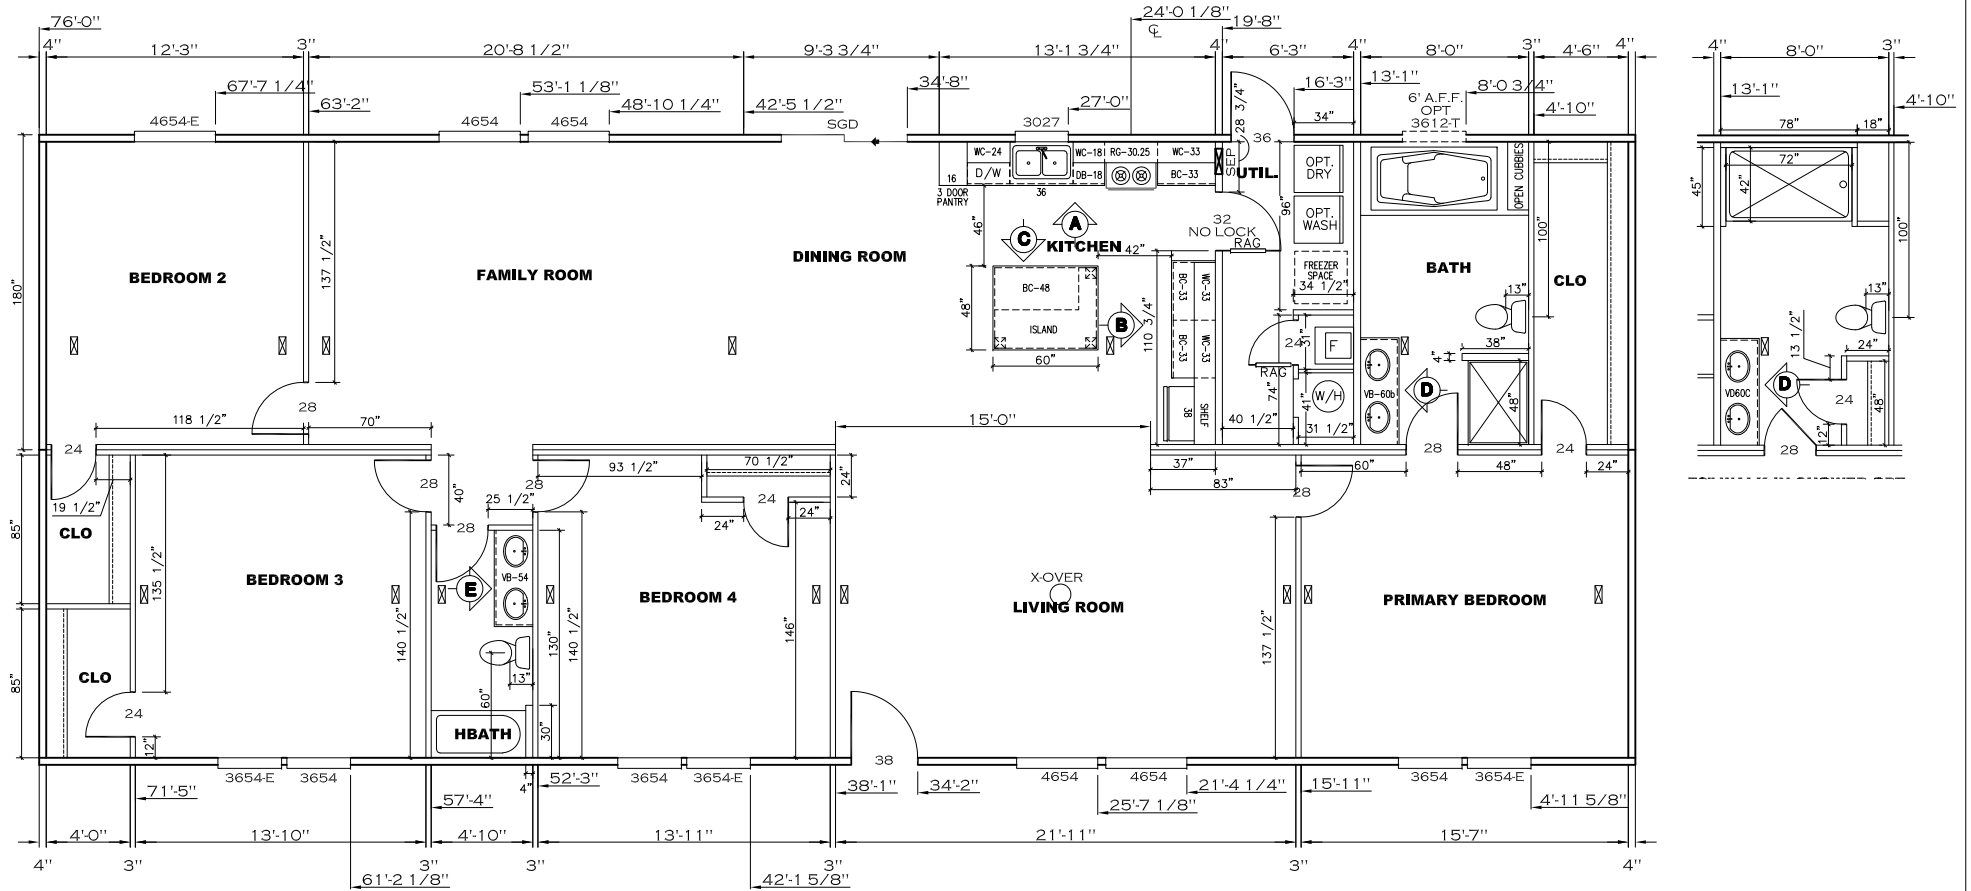 76'-0"
24'-0 1/8"
19'-8"
4" 12'-3" 3" 20'-8 1/2" 9'-3 3/4" 13'-1 3/4" 4" 6'-3" 4" 8'-0" 3" 4'-6" 4" 4" 8'-0" 3"
67'-7 1/4" 53'-1 1/8" 34'-8" 16'-3" 13'-1" 8'-0 3/4" 13'-1"
63'-2" 48'-10 1/4" 42'-5 1/2" 27'-0" 6' A.F.F. 4'-10" 4'-10"
OPT
4654-E 4654 4654 SGD 3027 28 3/4" 36 34" 3612-T 78" 18"
WC-24 WC-18 RG-30.25 WC-33 SEP OPT. OPEN CUBBIES 72"
D/W DB-18 BC-33 UTIL. DRY 45" 42"
16 36
3 DOOR
PANTRY
96" OPT.
WASH
46" C A 32
NO LOCK
RAG
100" 100"
137 1/2" KITCHEN 42"
DINING ROOM
BEDROOM 2 FAMILY ROOM BATH CLO
FREEZER
SPACE
180" BC-48 BC-33 WC-33 34 1/2" 13" 13"
48" ISLAND B 110 3/4" BC-33 WC-33 24 31" F 38" 13 1/2" 24"
60" RAG 4"
74" W/H VB-60b D 48" VD60C D 24 48"
28 38 SHELF 41"
118 1/2" 70" 15'-0" 40 1/2" 31 1/2" 12"
24 28 24 28
93 1/2" 70 1/2" 24" 37" 60" 48" 24"
28 40" 28 83" 28
25 1/2" 24
19 1/2" 28 24" 24"
85" CLO
135 1/2" VB-54 X-OVER
BEDROOM 3 E BEDROOM 4 LIVING ROOM PRIMARY BEDROOM
140 1/2" 130" 140 1/2" 146" 137 1/2"
85" CLO 13"
60"
24 30"
12" HBATH
38
3654-E 3654 3654 3654-E 4654 4654 3654 3654-E
4" 52'-3"
71'-5" 57'-4" 38'-1" 34'-2" 21'-4 1/4" 15'-11"
25'-7 1/8" 4'-11 5/8"
4'-0" 13'-10" 4'-10" 13'-11" 21'-11" 15'-7"
4" 3" 3" 3" 3" 3" 4"
61'-2 1/8" 42'-1 5/8"